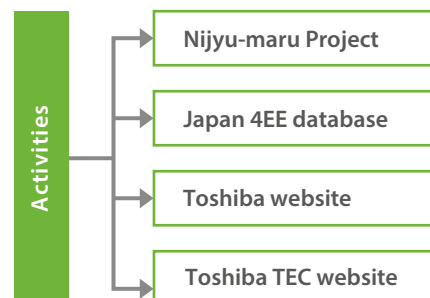 Activities
Nijyu-maru Project
Japan 4EE database
Toshiba website
Toshiba TEC website